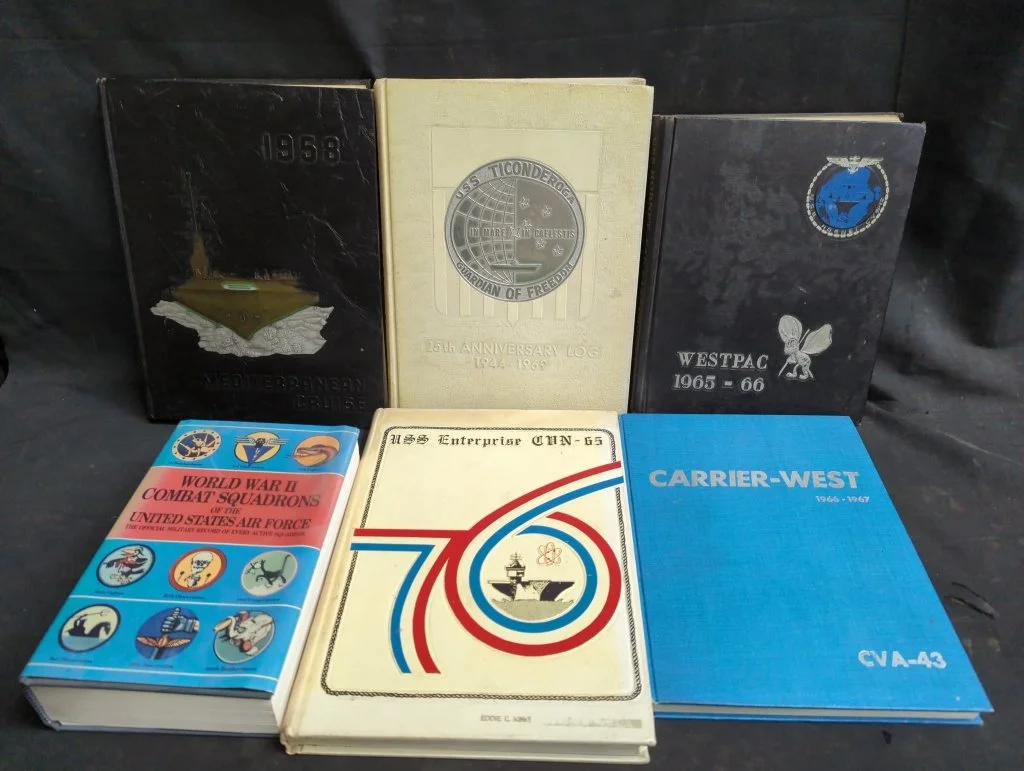 1958
MEDITERRANEAN
CRUISE
USS TICONDEROGA
IN MARE IN CAELESTIS
GUARDIAN OF FREEDOM
25th ANNIVERSARY LOG
1944-1969
WESTPAC
1965-66
WORLD WAR II
COMBAT SQUADRONS
OF THE
UNITED STATES AIR FORCE
THE OFFICIAL MILITARY RECORD OF EVERY ACTIVE SQUADRON
USS Enterprise CVN-65
76
EDDIE C.
CARRIER-WEST
1966-1967
CVA-43